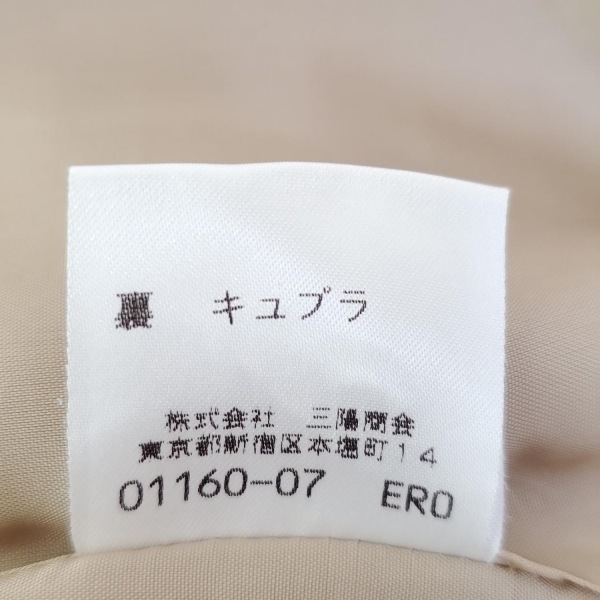 裏　キュプラ
株式会社　三陽商会
東京都新宿区本塩町14
01160-07　ERO